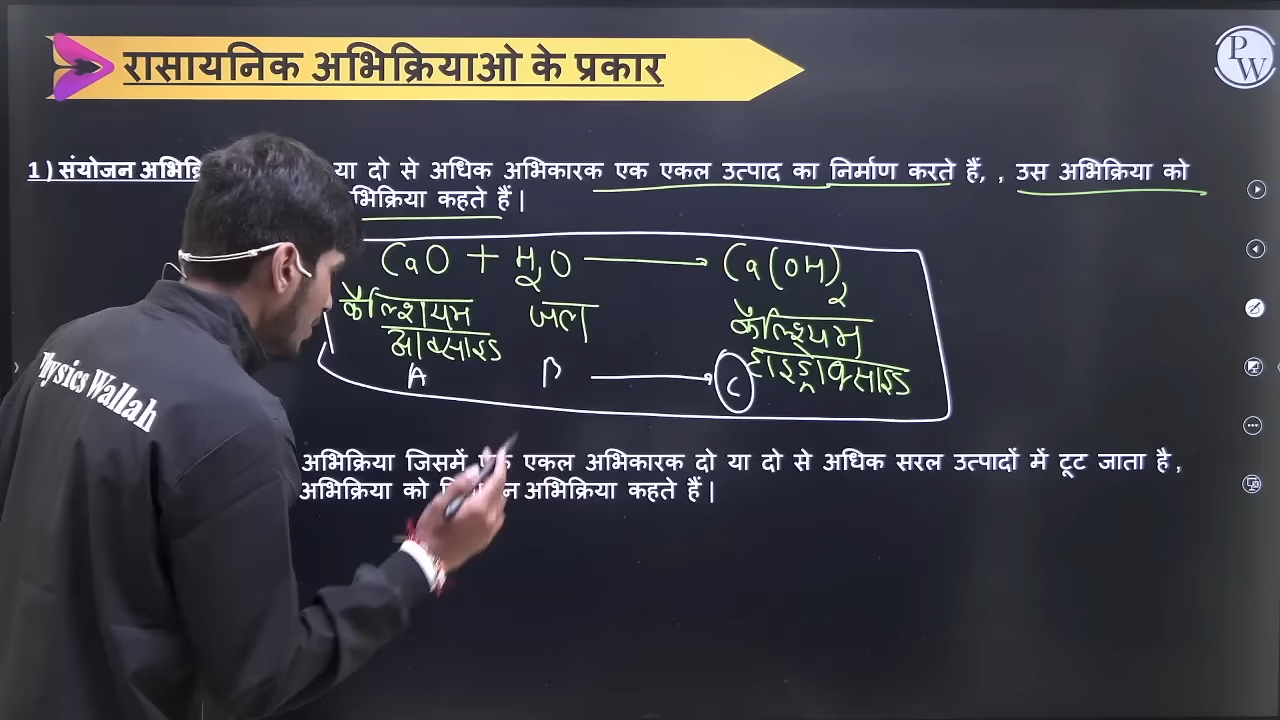 रासायनिक अभिक्रियाओ के प्रकार
PW
1) संयोजन या दो से अधिक अभिकारक एक एकल उत्पाद का निर्माण करते हैं, , उस अभिक्रिया को
कहते हैं |
CaO + H₂O → Ca(OH)₂
कैल्शियम जल कैल्शियम
आक्साइड हाइड्रोक्साइड
A B → C
अभिक्रिया जिसमें एकल अभिकारक दो या दो से अधिक सरल उत्पादों में टूट जाता है,
अभिक्रिया को अभिक्रिया कहते हैं |
Physics Wallah